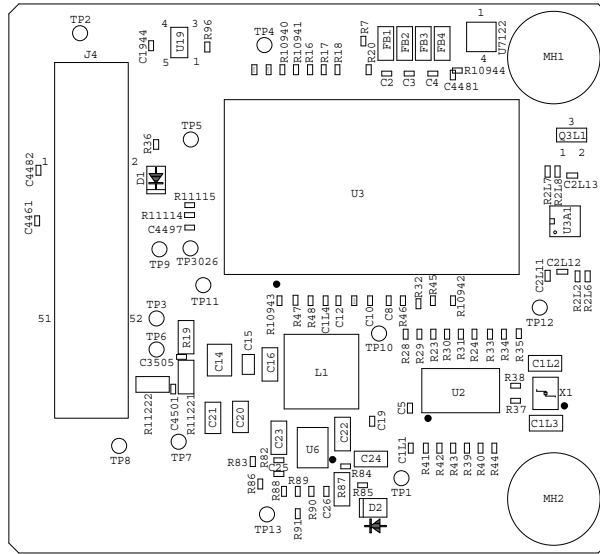 TP2
J4
C1944
4
3
U19
5
1
R96
TP4
R10940
R10941
R16
R17
R18
R7
R20
FB1
FB2
FB3
FB4
1
U7122
4
C2
C3
C4
C4481
R10944
MH1
R36
TP5
3
Q3L1
1
2
C4482
1
2
D1
U3
R2L7
R2L8
C2L13
C4461
R11115
R11114
C4497
U3A1
TP9
TP3026
TP11
C2L11
C2L12
R2L2
R2L6
51
52
TP3
TP6
R19
C3505
R10943
R47
R48
C1L4
C12
C10
C8
R46
R32
R45
R10942
TP12
TP10
R28
R29
R23
R30
R31
R24
R33
R34
R35
C14
C15
C16
L1
U2
C1L2
R38
R37
X1
C1L3
R11222
C4501
R11221
C21
C20
C5
C19
TP8
TP7
C23
U6
C22
C24
C1L1
R41
R42
R43
R39
R40
R44
R83
R82
C25
R86
R88
R89
R90
C26
R87
R84
R85
TP1
TP13
R91
D2
MH2